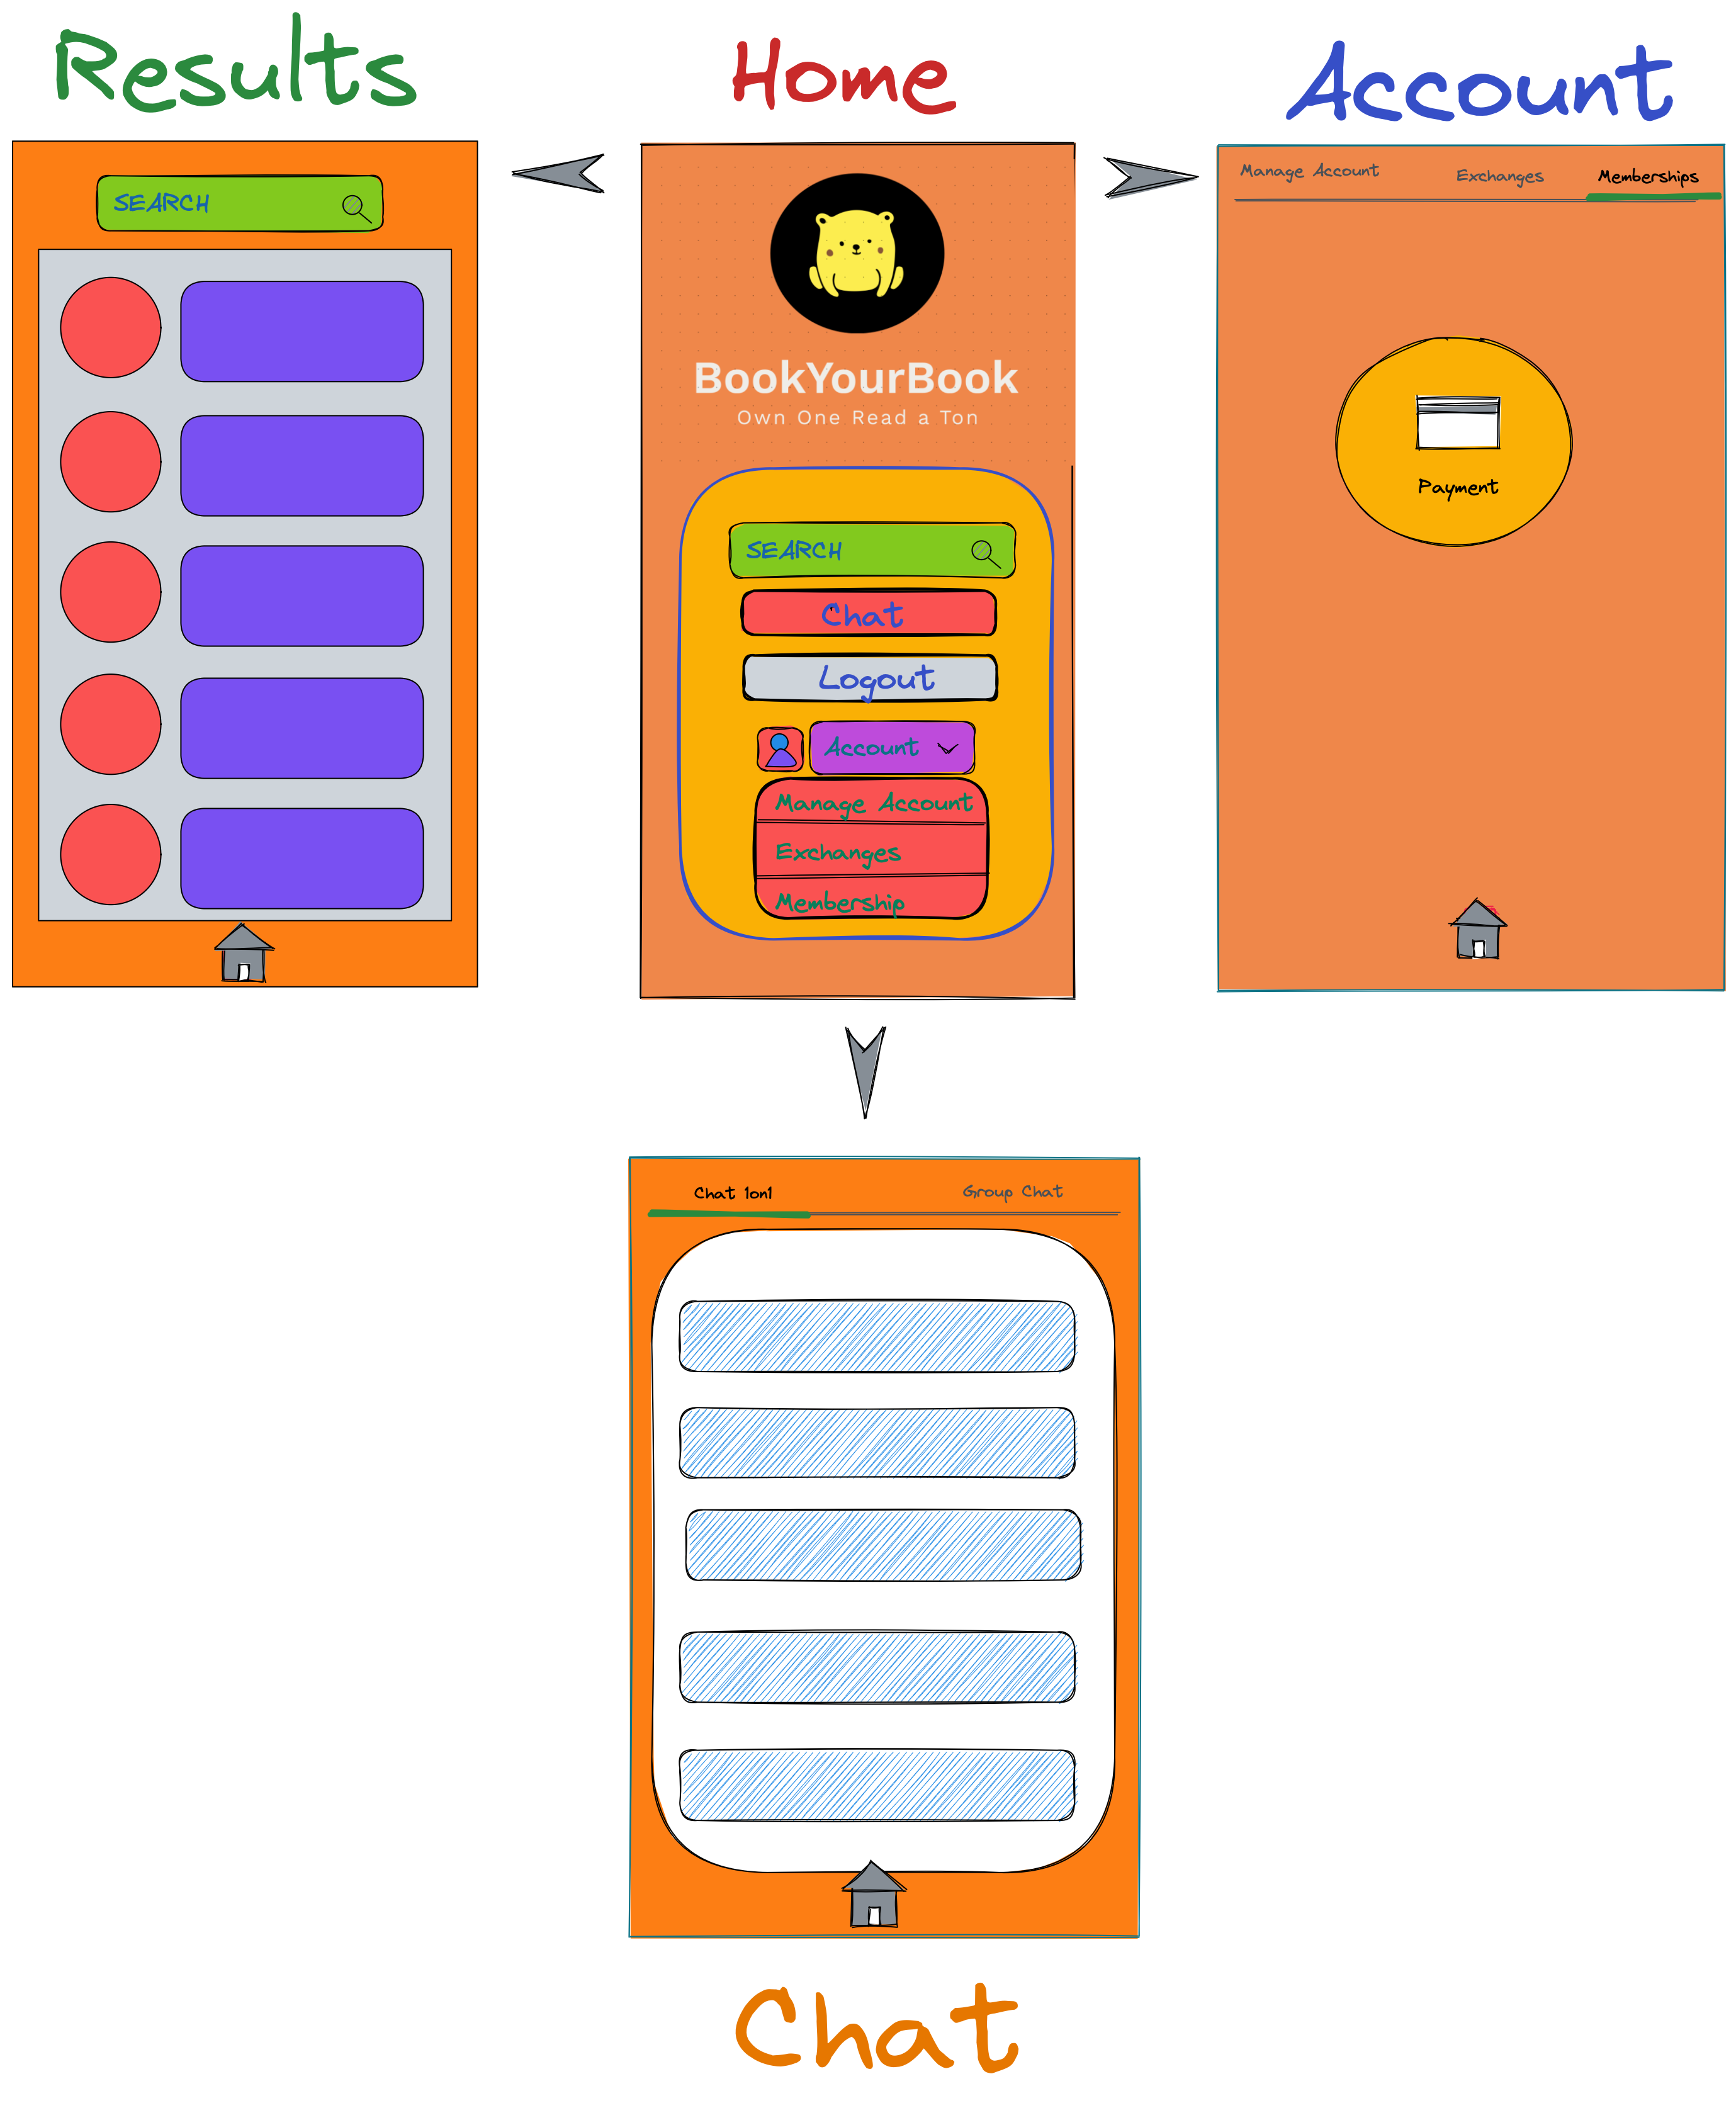 Results
Home
Account
SEARCH
BookYourBook
Own One Read a Ton
SEARCH
Chat
Logout
Account
Manage Account
Exchanges
Membership
Manage Account
Exchanges
Memberships
Payment
Chat 1on1
Group Chat
Chat